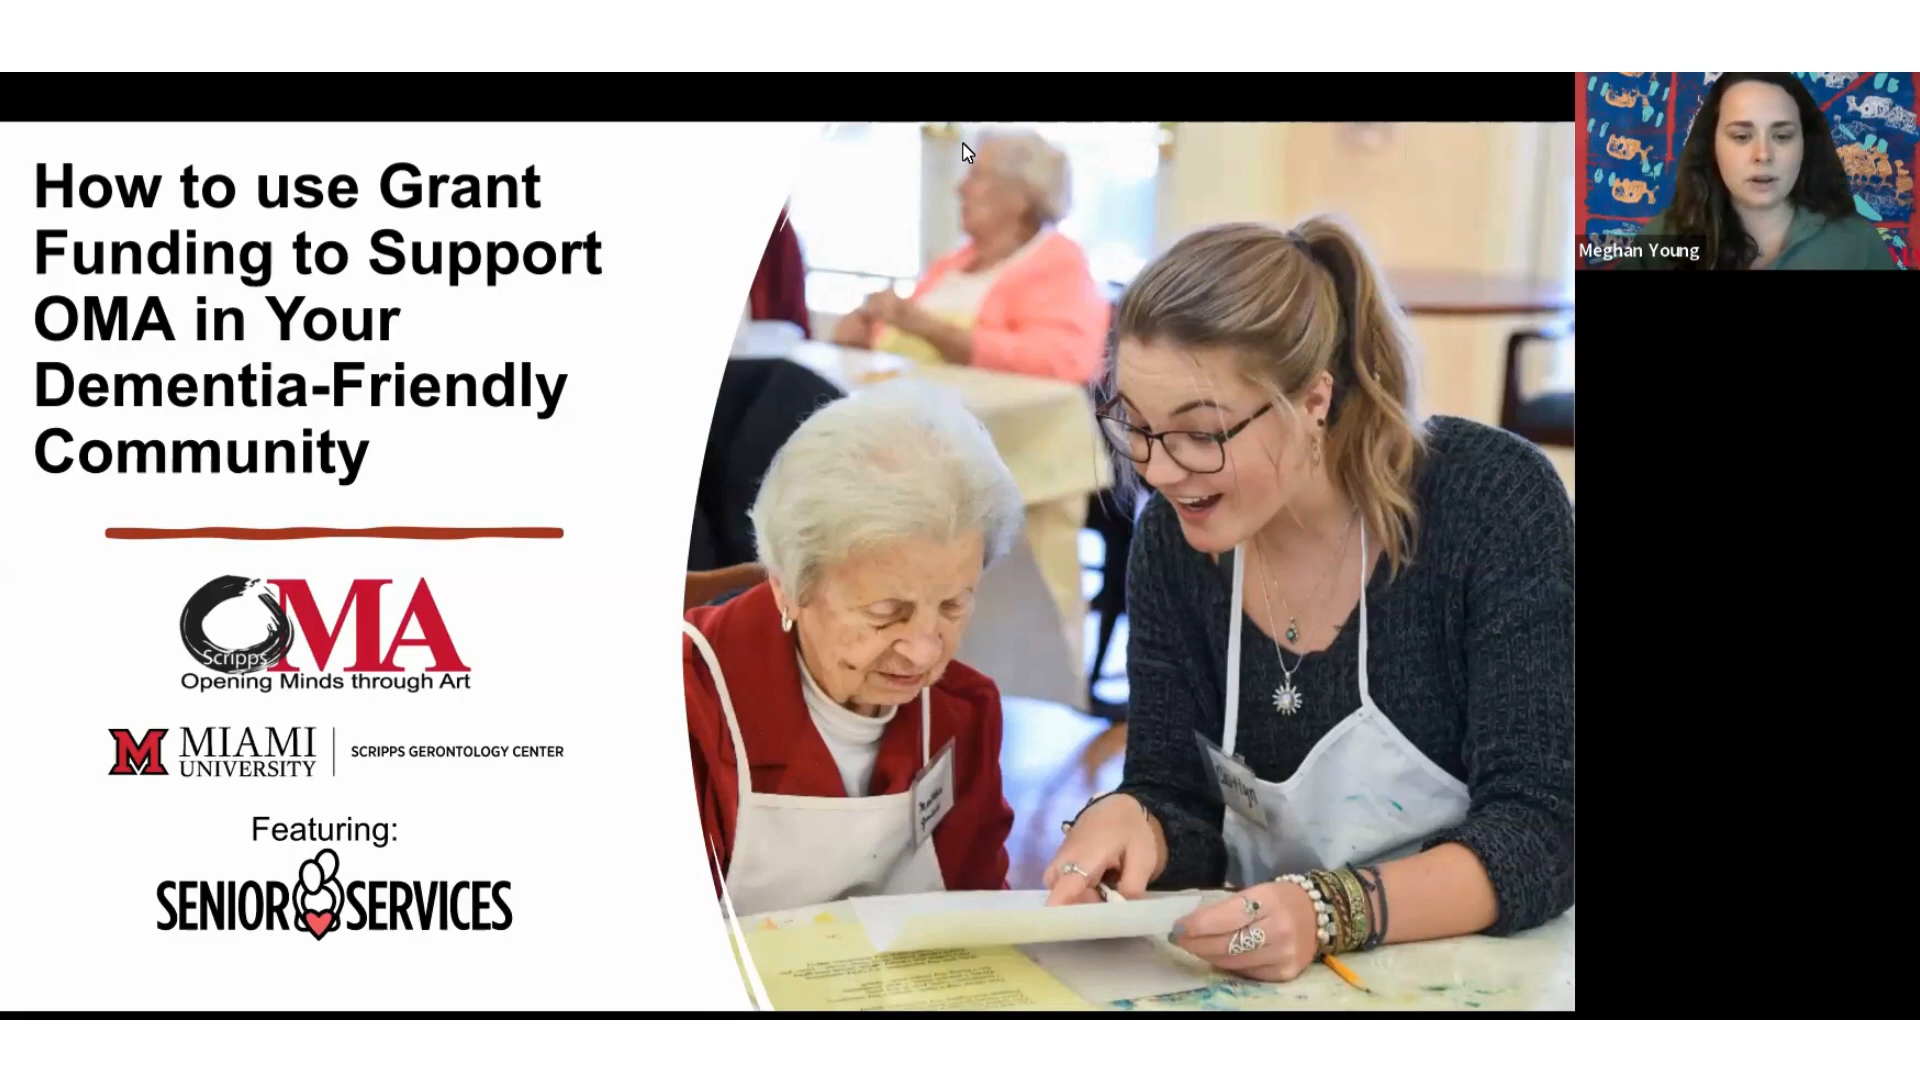 How to use Grant
Funding to Support
OMA in Your
Dementia-Friendly
Community
OMA
Scripps
Opening Minds through Art
M
MIAMI
UNIVERSITY
SCRIPPS GERONTOLOGY CENTER
Featuring:
SENIOR SERVICES
Meghan Young